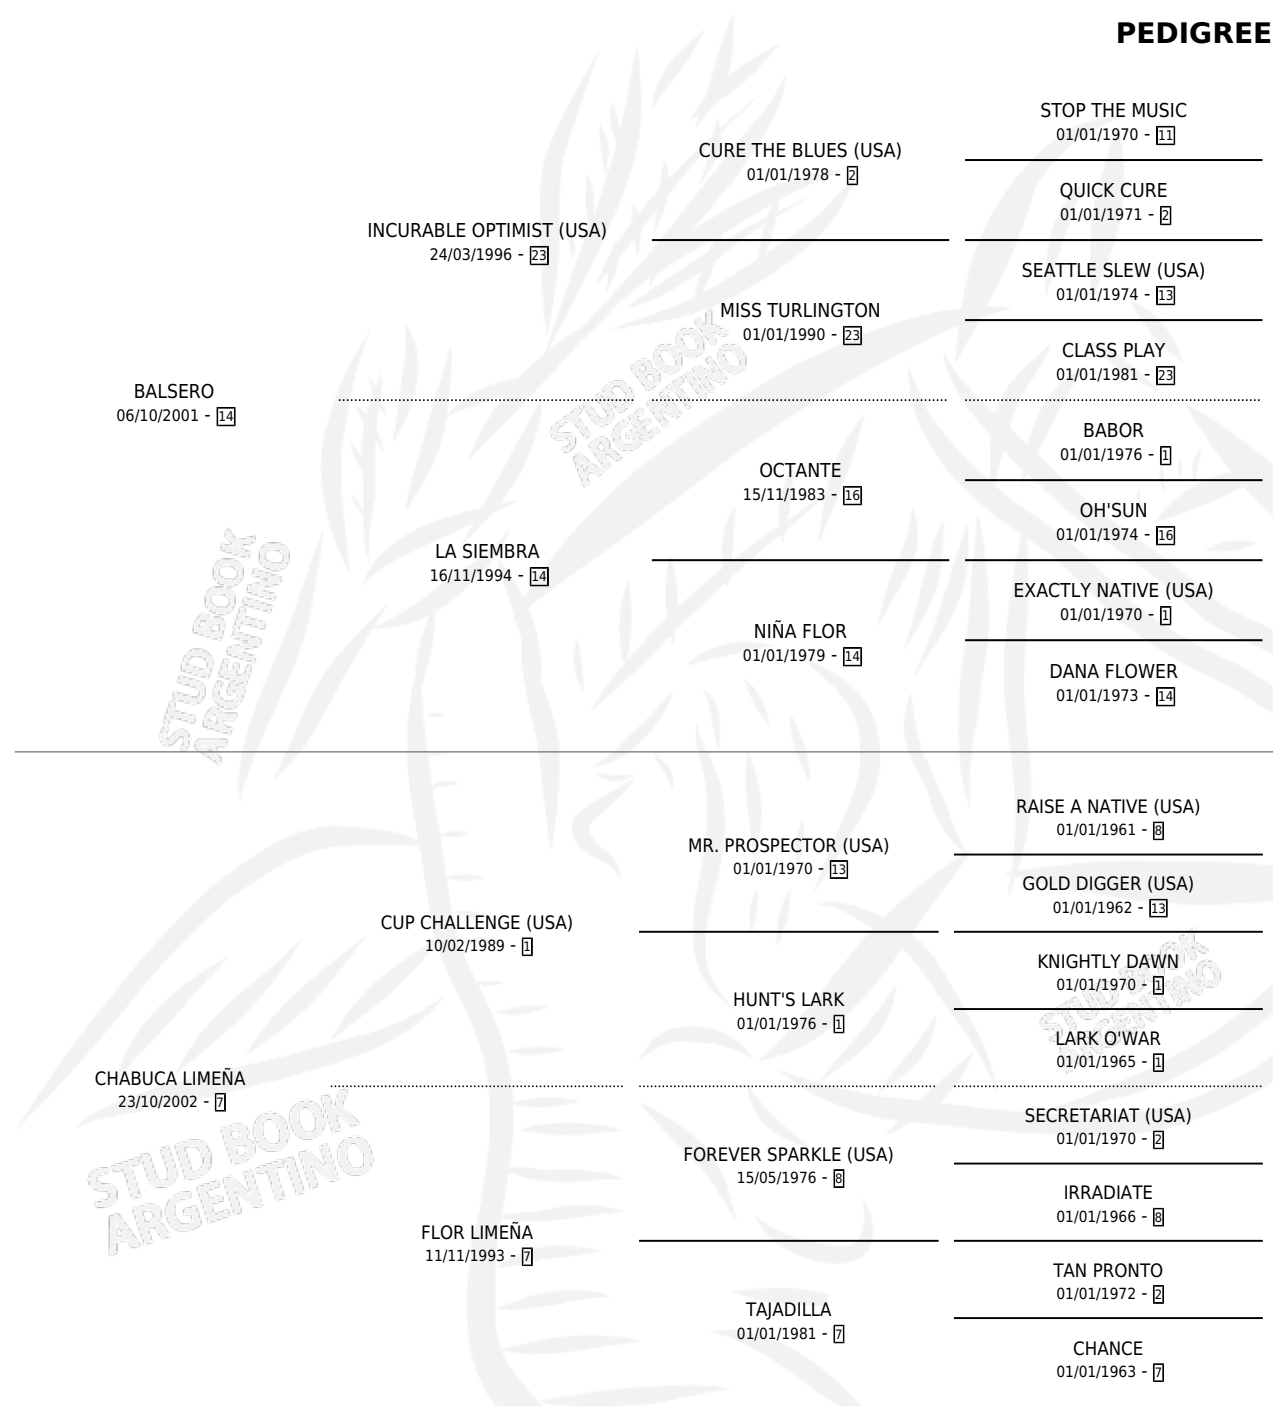 PEDIGREE
STOP THE MUSIC
01/01/1970 - 11
CURE THE BLUES (USA)
01/01/1978 - 2
QUICK CURE
01/01/1971 - 2
INCURABLE OPTIMIST (USA)
24/03/1996 - 23
SEATTLE SLEW (USA)
01/01/1974 - 13
MISS TURLINGTON
01/01/1990 - 23
CLASS PLAY
01/01/1981 - 23
BALSERO
06/10/2001 - 14
BABOR
01/01/1976 - 1
OCTANTE
15/11/1983 - 16
OH'SUN
01/01/1974 - 16
LA SIEMBRA
16/11/1994 - 14
EXACTLY NATIVE (USA)
01/01/1970 - 1
NIÑA FLOR
01/01/1979 - 14
DANA FLOWER
01/01/1973 - 14
RAISE A NATIVE (USA)
01/01/1961 - 8
MR. PROSPECTOR (USA)
01/01/1970 - 13
GOLD DIGGER (USA)
01/01/1962 - 13
CUP CHALLENGE (USA)
10/02/1989 - 1
KNIGHTLY DAWN
01/01/1970 - 1
HUNT'S LARK
01/01/1976 - 1
LARK O'WAR
01/01/1965 - 1
CHABUCA LIMEÑA
23/10/2002 - 7
SECRETARIAT (USA)
01/01/1970 - 2
FOREVER SPARKLE (USA)
15/05/1976 - 8
IRRADIATE
01/01/1966 - 8
FLOR LIMEÑA
11/11/1993 - 7
TAN PRONTO
01/01/1972 - 2
TAJADILLA
01/01/1981 - 7
CHANCE
01/01/1963 - 7
STUD BOOK
ARGENTINO
STUD BOOK
ARGENTINO
STUD BOOK
ARGENTINO
STUD BOOK
ARGENTINO